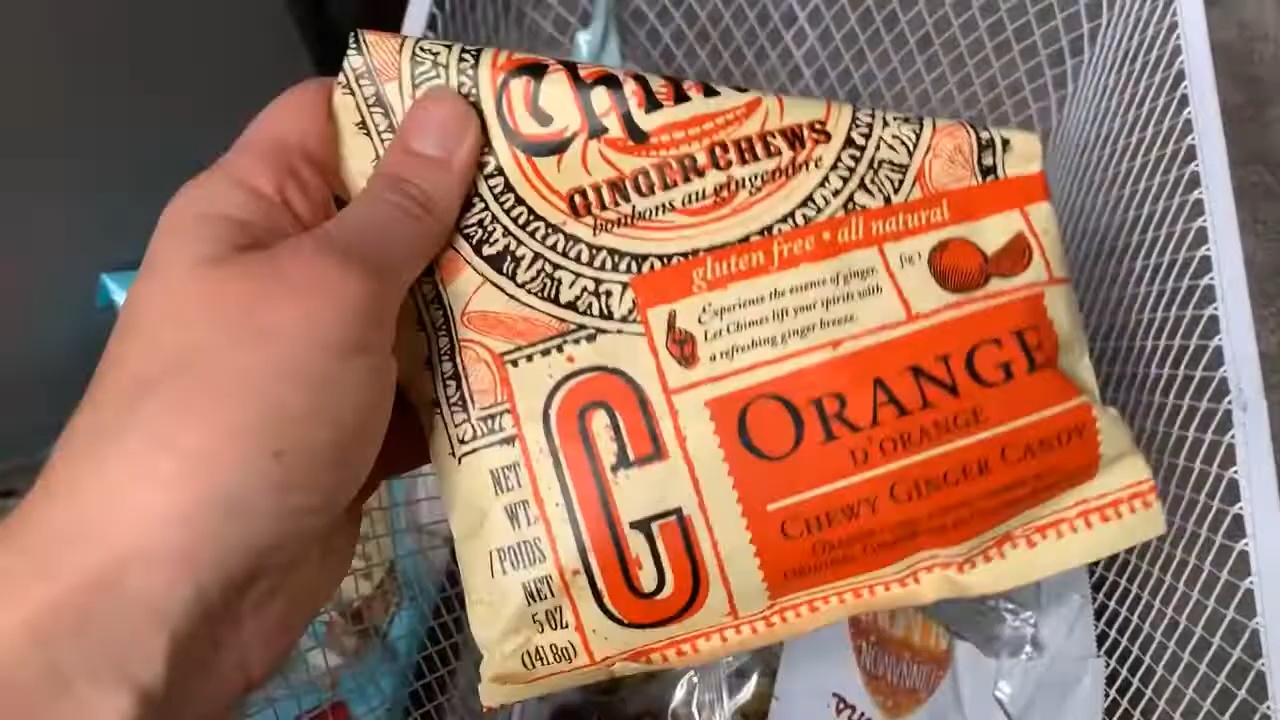 Chim
GINGER CHEWS
bonbons au gingembre
gluten free • all natural
Experience the essence of ginger.
Let Chimes lift your spirits with
a refreshing ginger breeze.
fig.1
ORANGE
D'ORANGE
CHEWY GINGER CANDY
C
NET
WT.
/POIDS
NET
5 OZ
(141.8g)